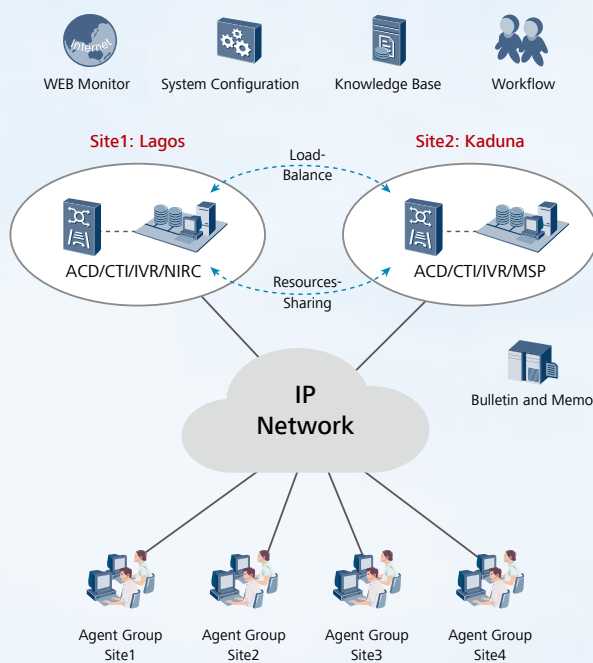 Internet
WEB Monitor
System Configuration
Knowledge Base
Workflow
Site1: Lagos
Site2: Kaduna
Load-
Balance
ACD/CTI/IVR/NIRC
ACD/CTI/IVR/MSP
Resources-
Sharing
IP
Network
Bulletin and Memo
Agent Group
Site1
Agent Group
Site2
Agent Group
Site3
Agent Group
Site4